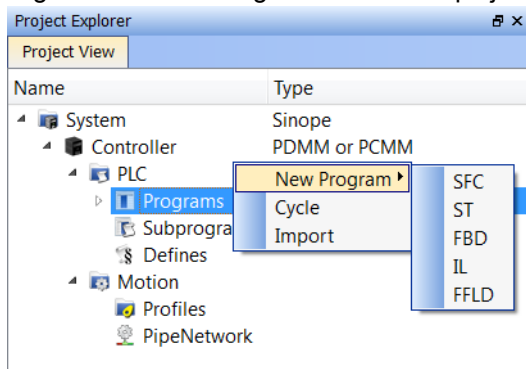 Project Explorer
Project View
Name Type
System Sinope
Controller PDMM or PCMM
PLC
Programs
New Program SFC
Subprogra Cycle ST
Defines Import FBD
Motion IL
Profiles FFLD
PipeNetwork